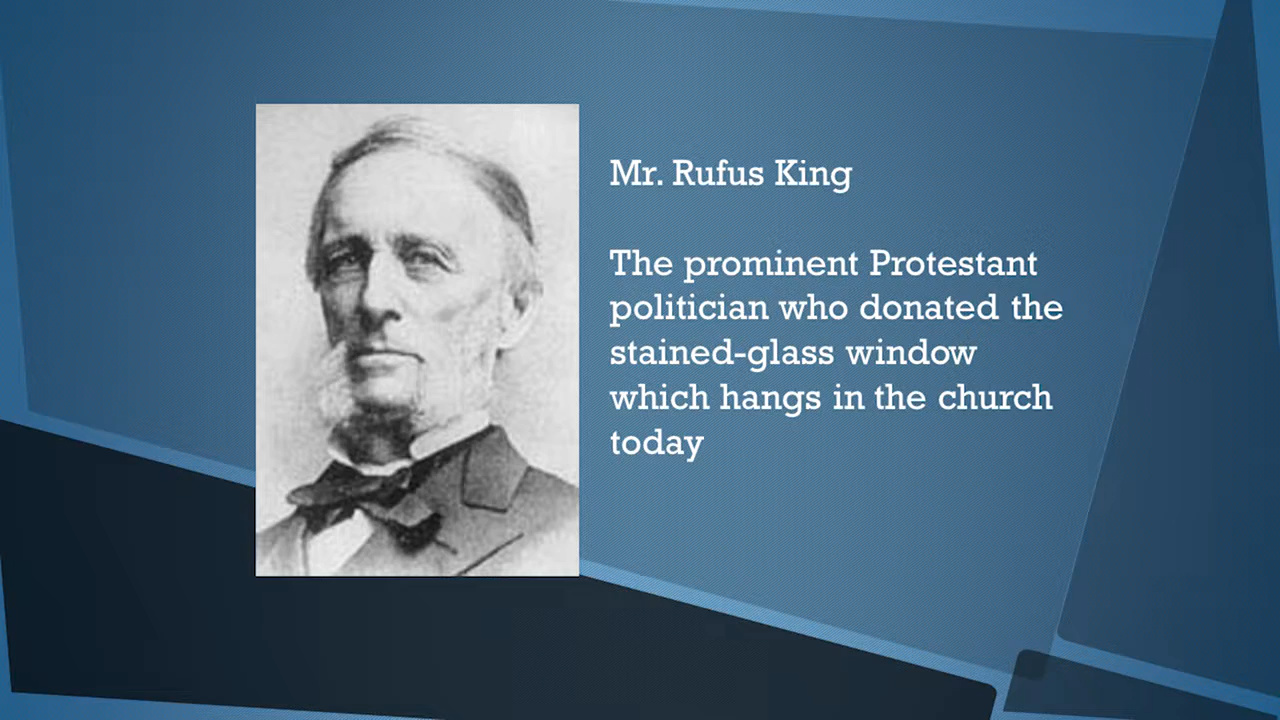 Mr. Rufus King
The prominent Protestant
politician who donated the
stained-glass window
which hangs in the church
today